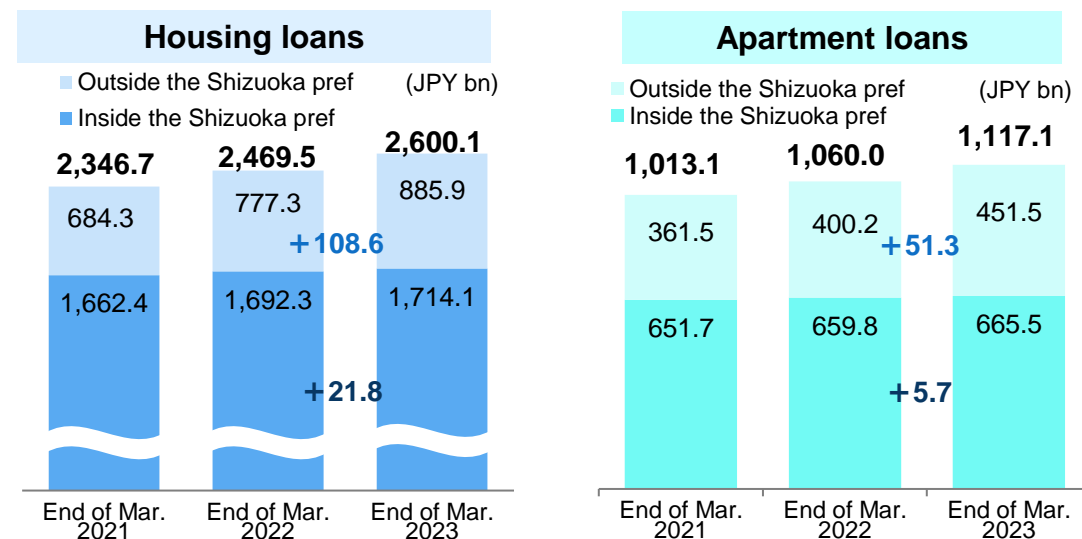 Housing loans
Outside the Shizuoka pref
(JPY bn)
Inside the Shizuoka pref
2,346.7
2,469.5
2,600.1
684.3
777.3
885.9
+108.6
1,662.4
1,692.3
1,714.1
+21.8
End of Mar.
2021
End of Mar.
2022
End of Mar.
2023
Apartment loans
Outside the Shizuoka pref
(JPY bn)
Inside the Shizuoka pref
1,013.1
1,060.0
1,117.1
361.5
400.2
451.5
+51.3
651.7
659.8
665.5
+5.7
End of Mar.
2021
End of Mar.
2022
End of Mar.
2023